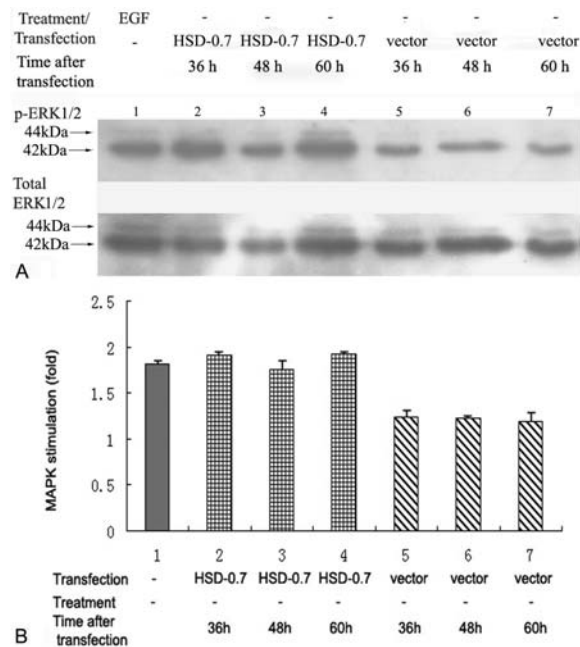 Treatment/ EGF - - - - - -
Transfection - HSD-0.7 HSD-0.7 HSD-0.7 vector vector vector
Time after transfection 36 h 48 h 60 h 36 h 48 h 60 h
p-ERK1/2 1 2 3 4 5 6 7
44kDa
42kDa
Total
ERK1/2
44kDa
42kDa
A
MAPK stimulation (fold)
2.5
2
1.5
1
0.5
0
1 2 3 4 5 6 7
Transfection - HSD-0.7 HSD-0.7 HSD-0.7 vector vector vector
Treatment - - - - - - -
Time after transfection 36h 48h 60h 36h 48h 60h
B